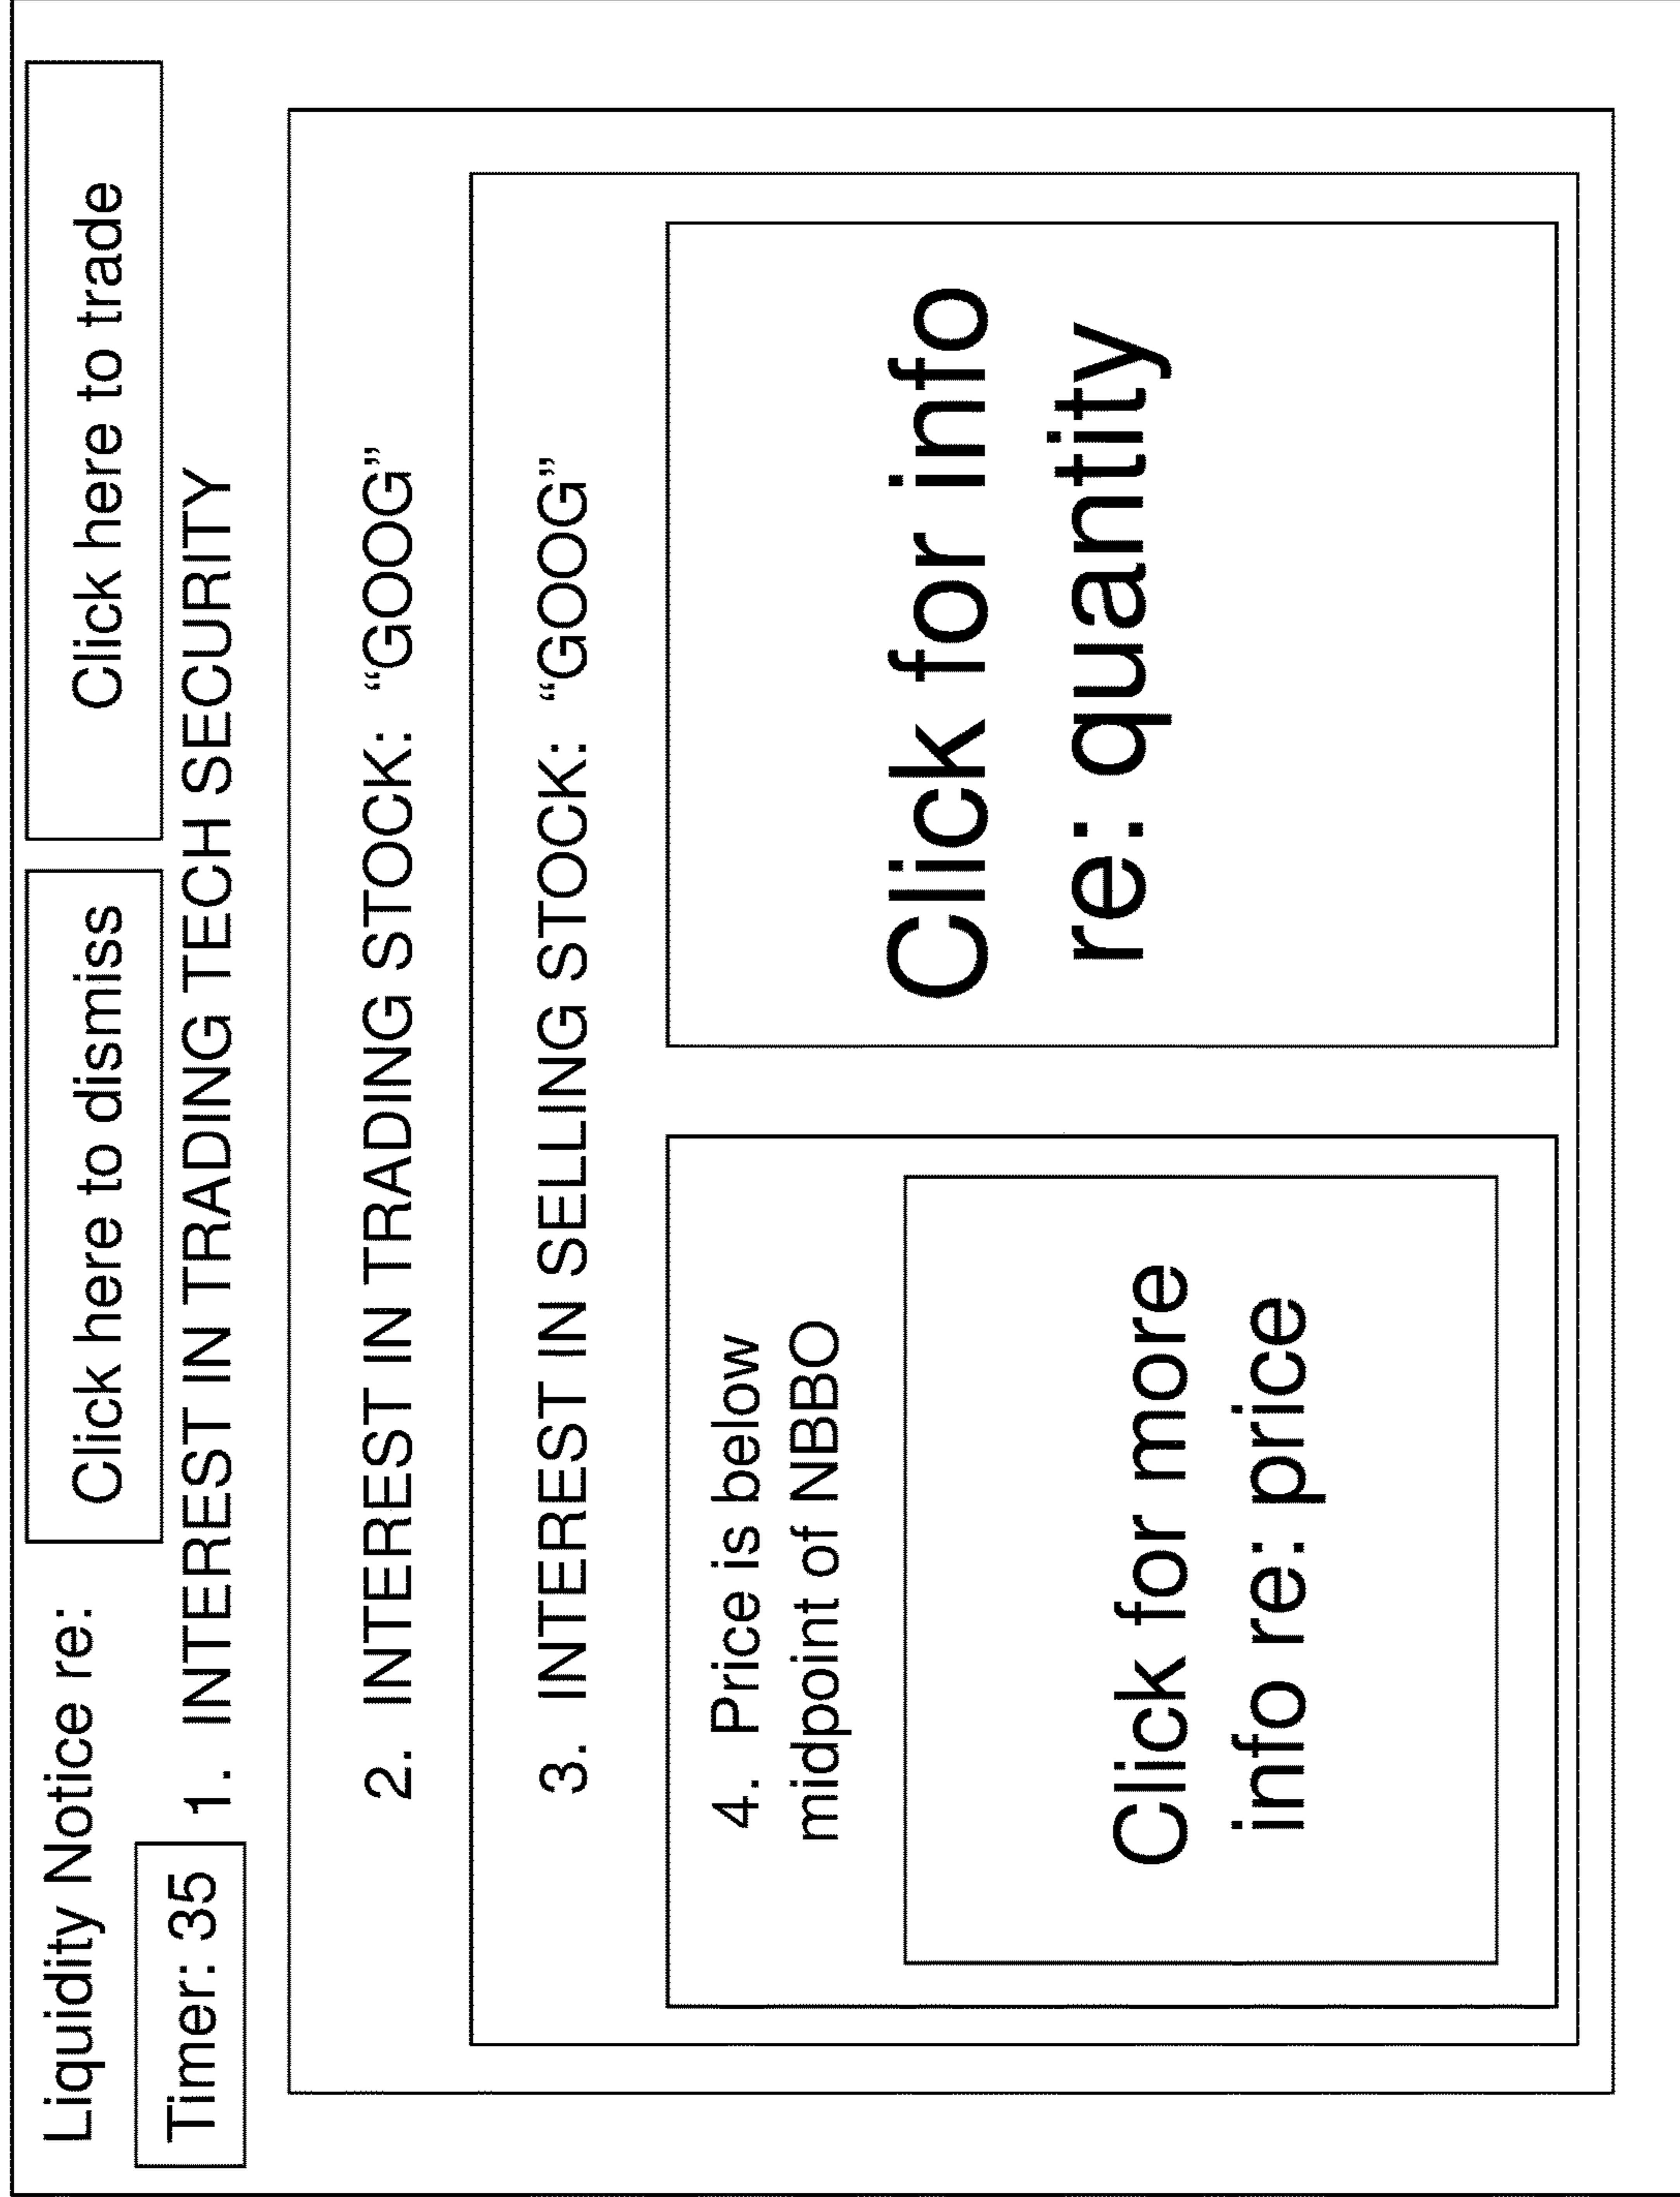 Liquidity Notice re:
Click here to dismiss
Click here to trade
Timer: 35
1. INTEREST IN TRADING TECH SECURITY
2. INTEREST IN TRADING STOCK: “GOOG”
3. INTEREST IN SELLING STOCK: “GOOG”
4. Price is below
midpoint of NBBO
Click for more
info re: price
Click for info
re: quantity